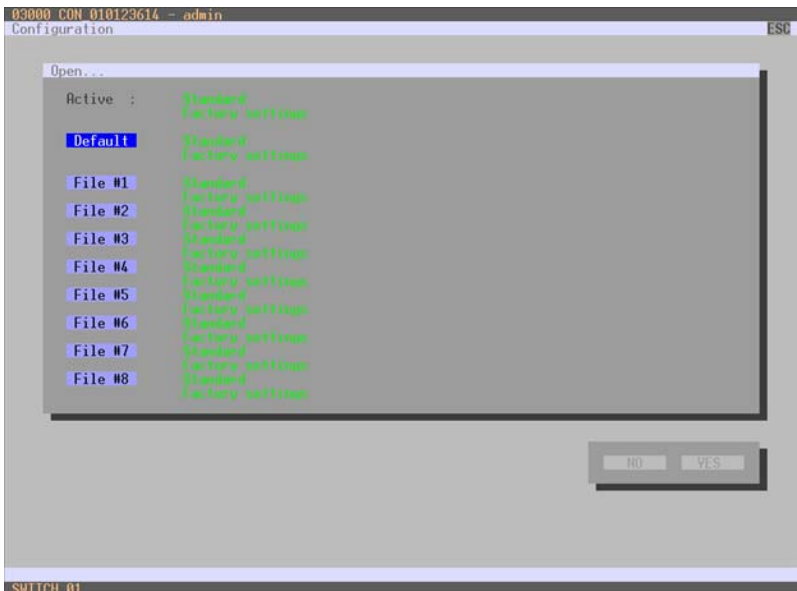 03000 CON 010123614 - admin
Configuration ESC
Open...
Active : Standard
Factory settings
Default Standard
Factory settings
File #1 Standard
Factory settings
File #2 Standard
Factory settings
File #3 Standard
Factory settings
File #4 Standard
Factory settings
File #5 Standard
Factory settings
File #6 Standard
Factory settings
File #7 Standard
Factory settings
File #8 Standard
Factory settings
NO YES
SWITCH_01